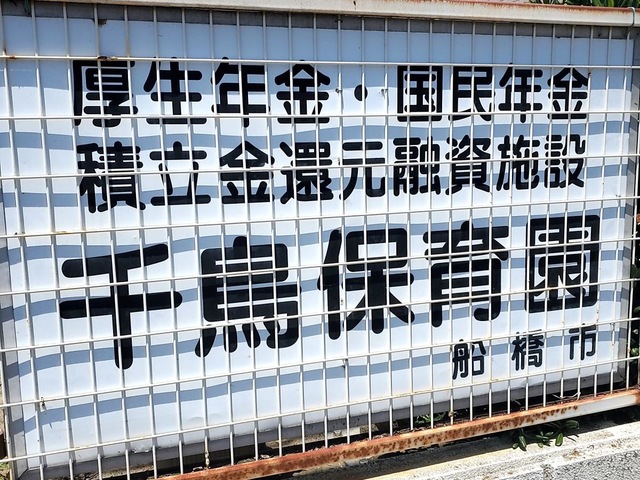 厚生年金・国民年金
積立金還元融資施設
千鳥保育園
船橋市